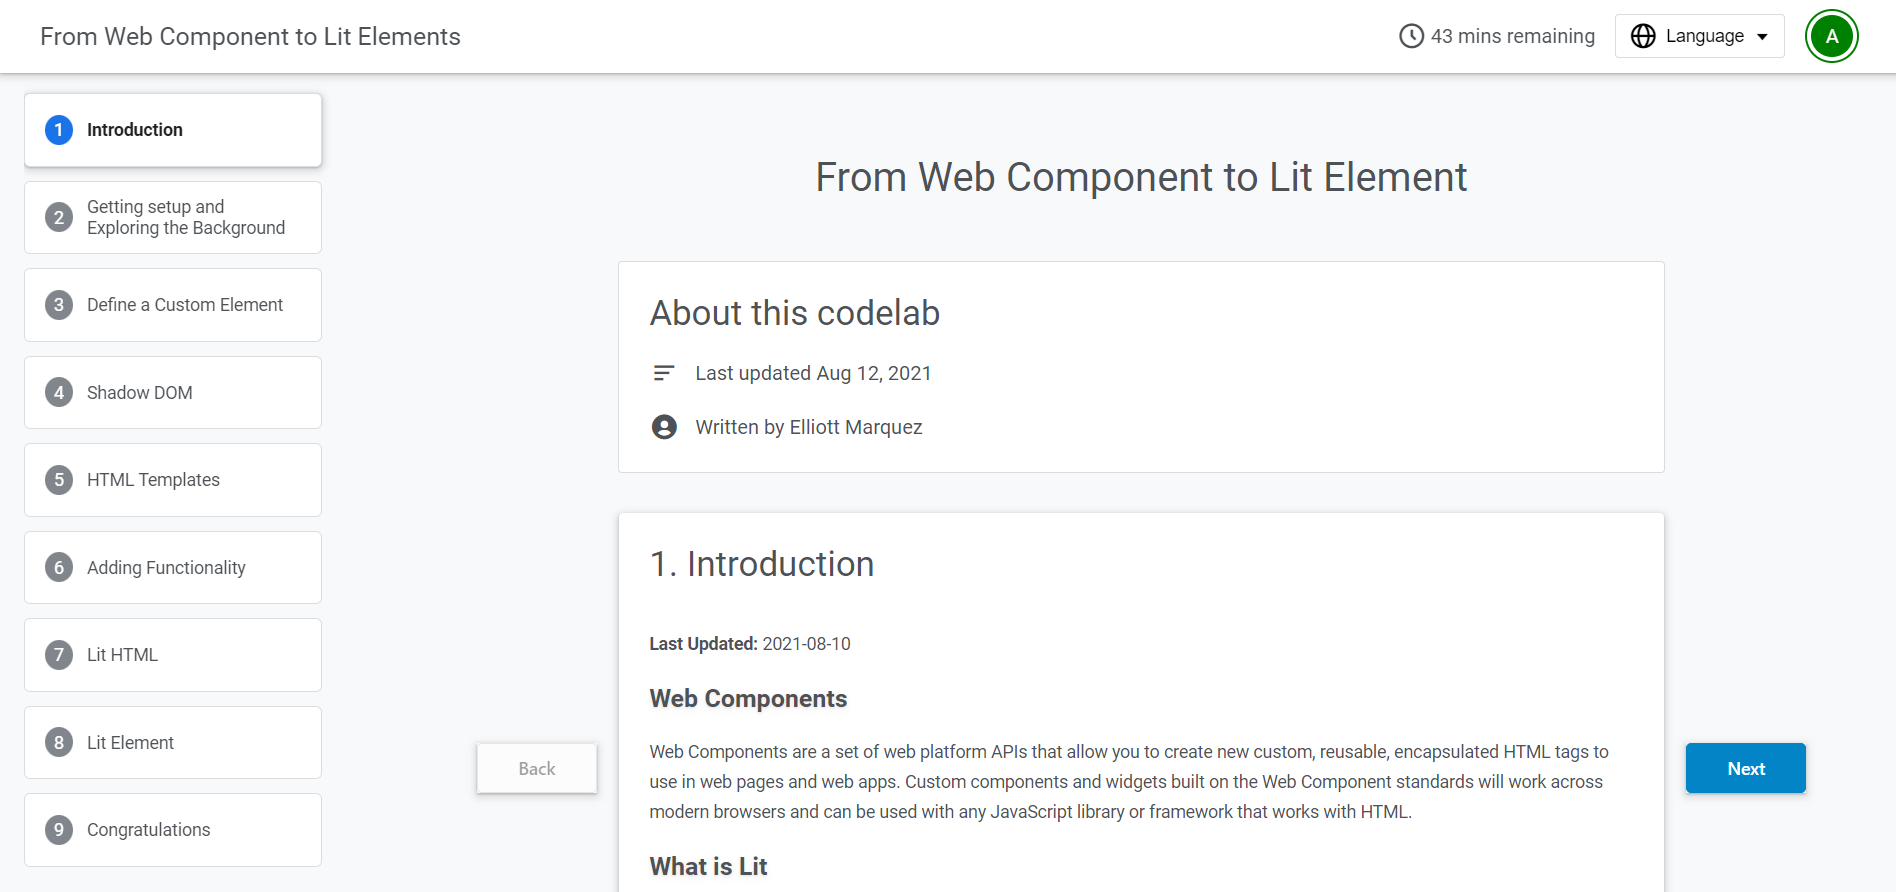 From Web Component to Lit Elements
43 mins remaining
Language
A
1 Introduction
2 Getting setup and
Exploring the Background
3 Define a Custom Element
4 Shadow DOM
5 HTML Templates
6 Adding Functionality
7 Lit HTML
8 Lit Element
9 Congratulations
From Web Component to Lit Element
About this codelab
Last updated Aug 12, 2021
Written by Elliott Marquez
1. Introduction
Last Updated: 2021-08-10
Web Components
Web Components are a set of web platform APIs that allow you to create new custom, reusable, encapsulated HTML tags to
use in web pages and web apps. Custom components and widgets built on the Web Component standards will work across
modern browsers and can be used with any JavaScript library or framework that works with HTML.
What is Lit
Back
Next